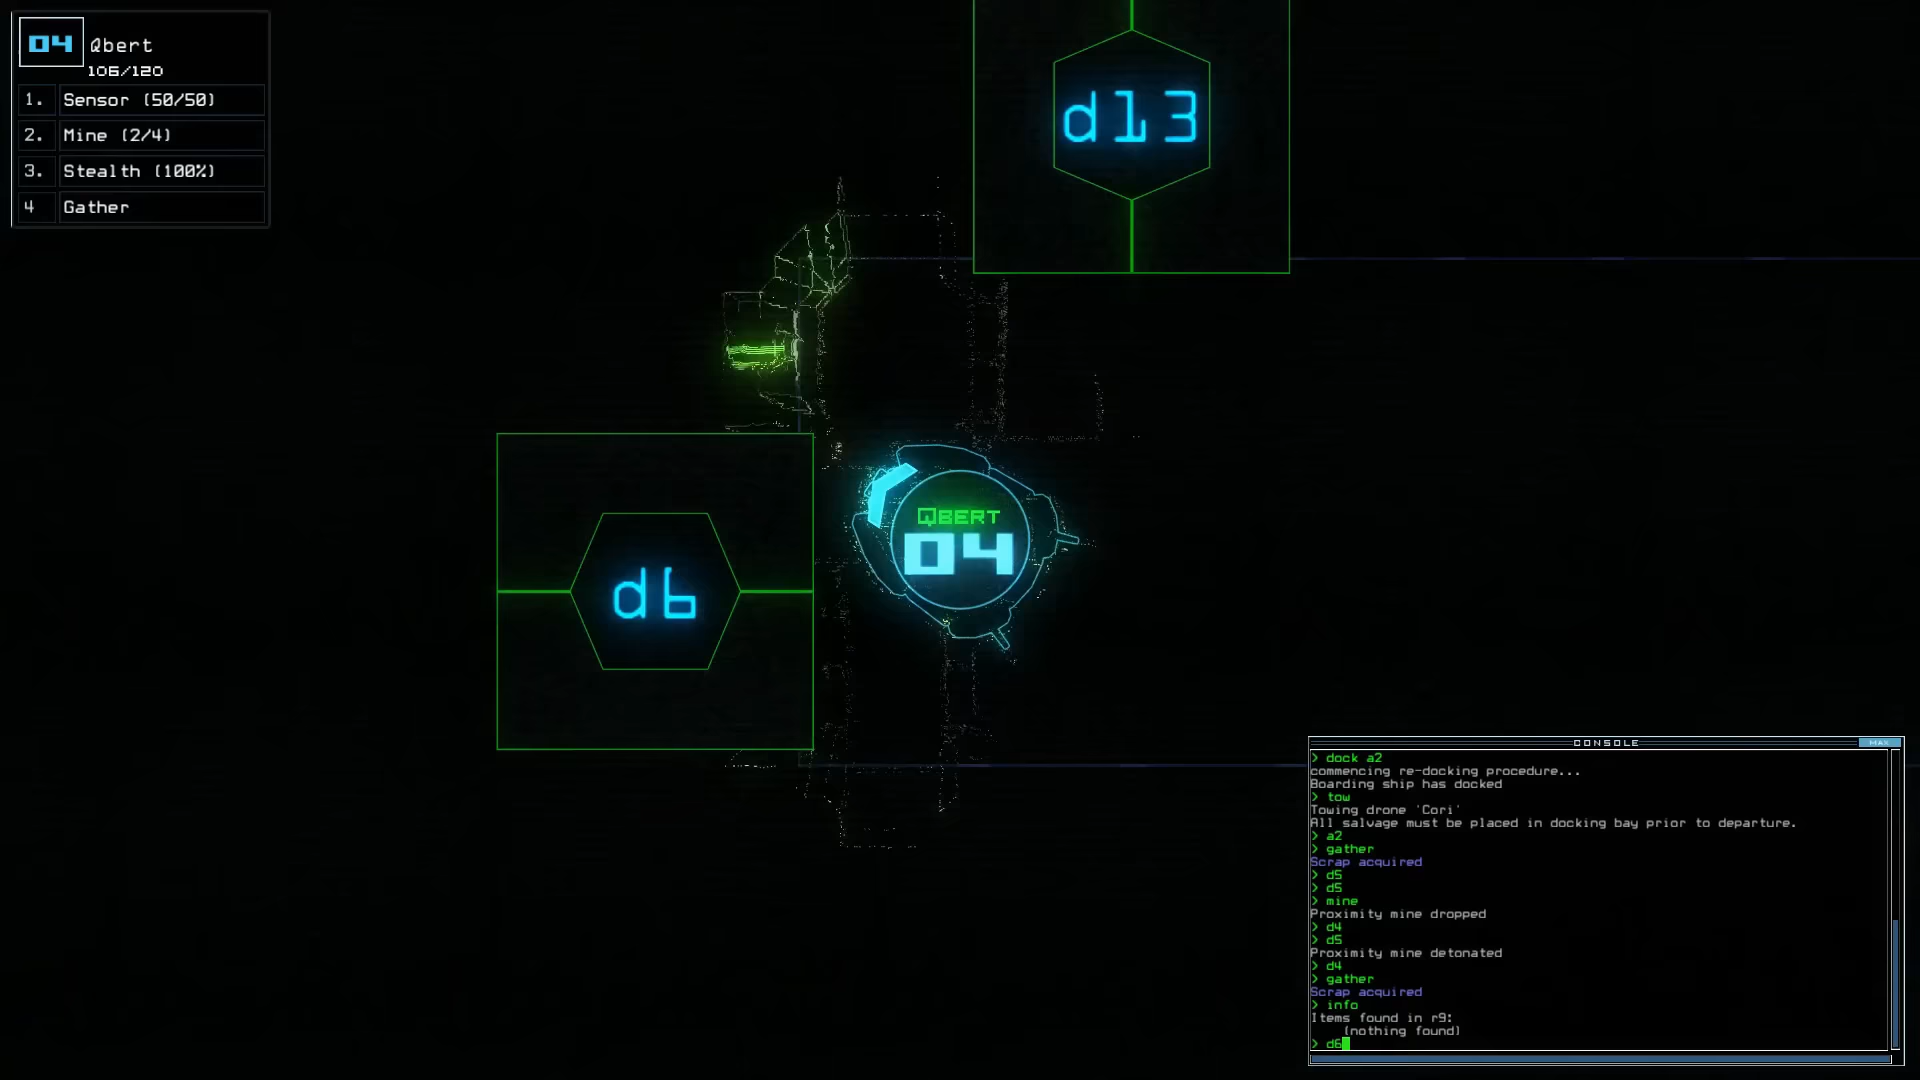 04 Qbert
106/120
1. Sensor (50/50)
2. Mine (2/4)
3. Stealth (100%)
4 Gather
d13
d6
QBERT
04
CONSOLE
MAX
> dock a2
commencing re-docking procedure...
Boarding ship has docked
> tow
Towing drone 'Cori'
All salvage must be placed in docking bay prior to departure.
> a2
> gather
Scrap acquired
> d5
> d5
> mine
Proximity mine dropped
> d4
> d5
Proximity mine detonated
> d4
> gather
Scrap acquired
> info
Items found in r9:
(nothing found)
> d6